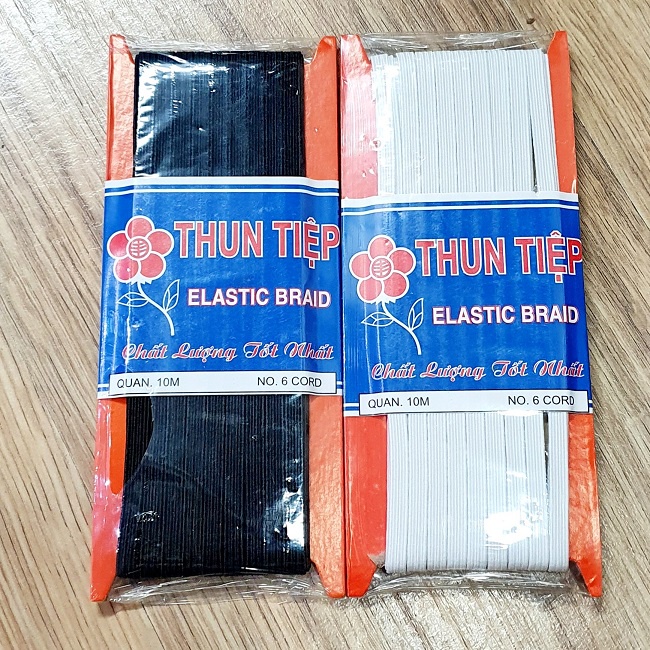 THUN TIỆP
ELASTIC BRAID
Chất Lượng Tốt Nhất
QUAN. 10M NO. 6 CORD
THUN TIỆP
ELASTIC BRAID
Chất Lượng Tốt Nhất
QUAN. 10M NO. 6 CORD